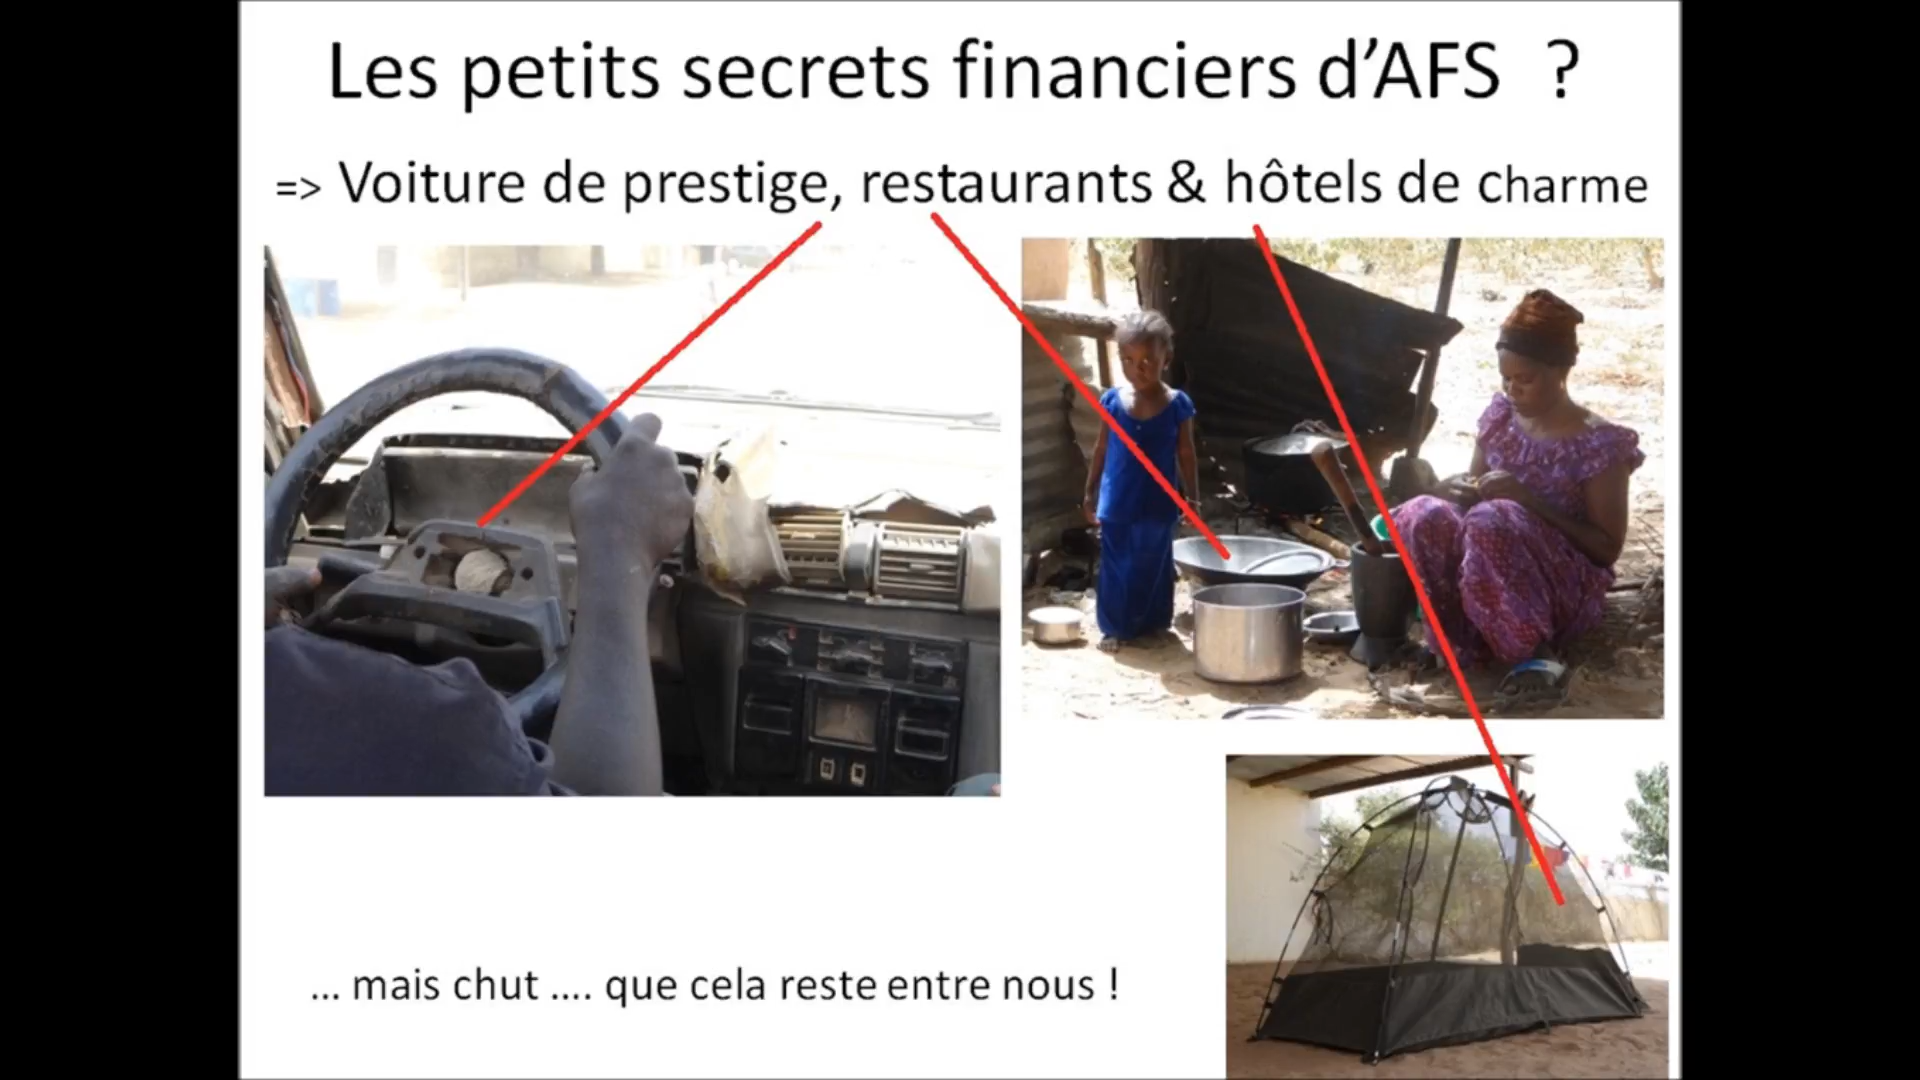 Les petits secrets financiers d’AFS ?
=> Voiture de prestige, restaurants & hôtels de charme
... mais chut .... que cela reste entre nous !